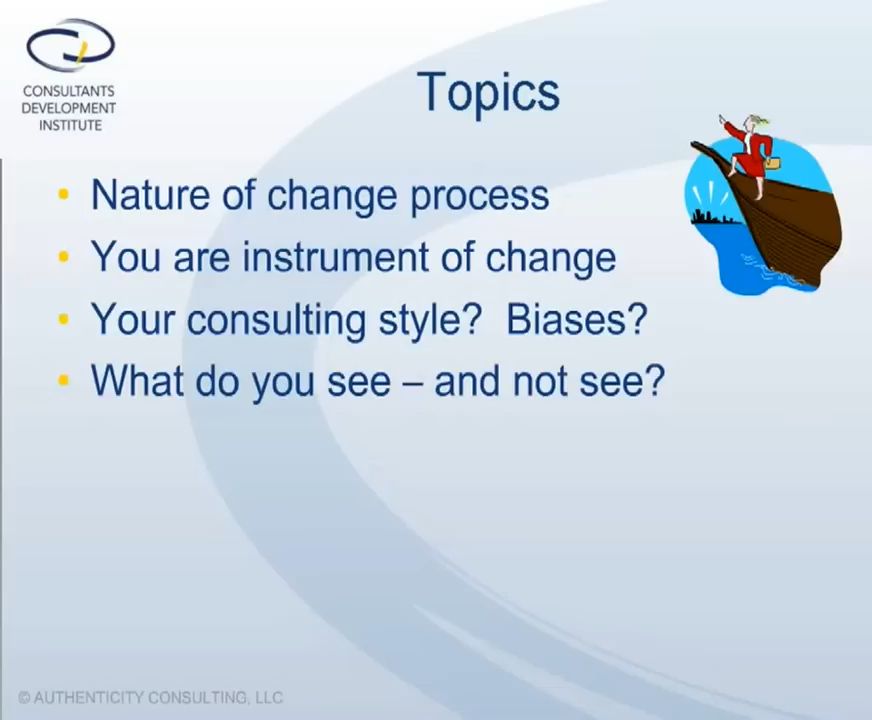 CONSULTANTS
DEVELOPMENT
INSTITUTE
Topics
• Nature of change process
• You are instrument of change
• Your consulting style?  Biases?
• What do you see – and not see?
© AUTHENTICITY CONSULTING, LLC